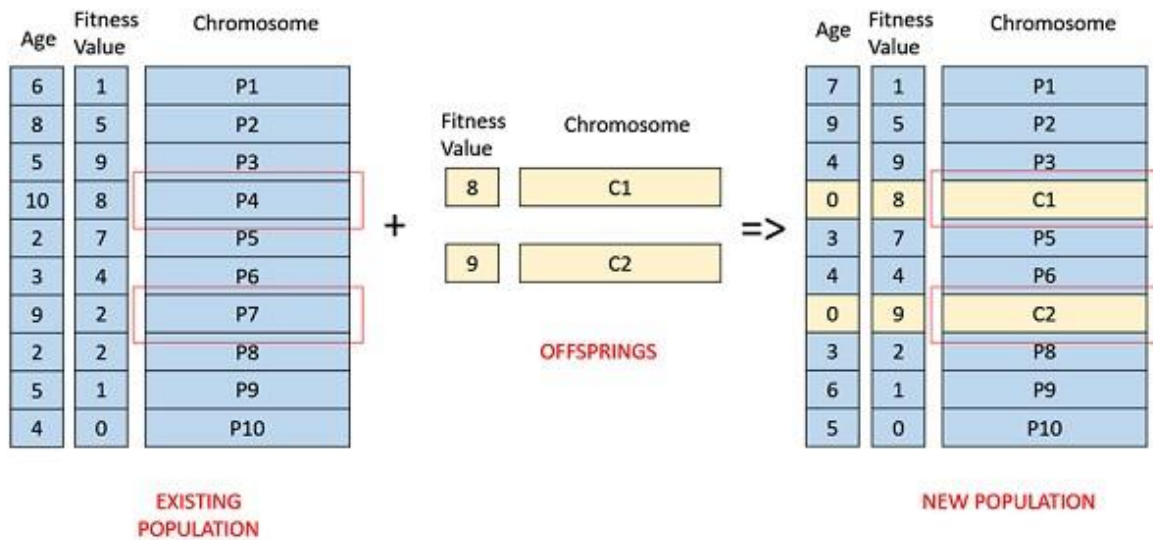 Age Fitness Value Chromosome
6 1 P1
8 5 P2
5 9 P3
10 8 P4
2 7 P5
3 4 P6
9 2 P7
2 2 P8
5 1 P9
4 0 P10
EXISTING
POPULATION
+
Fitness Value Chromosome
8 C1
9 C2
OFFSPRINGS
=>
Age Fitness Value Chromosome
7 1 P1
9 5 P2
4 9 P3
0 8 C1
3 7 P5
4 4 P6
0 9 C2
3 2 P8
6 1 P9
5 0 P10
NEW POPULATION